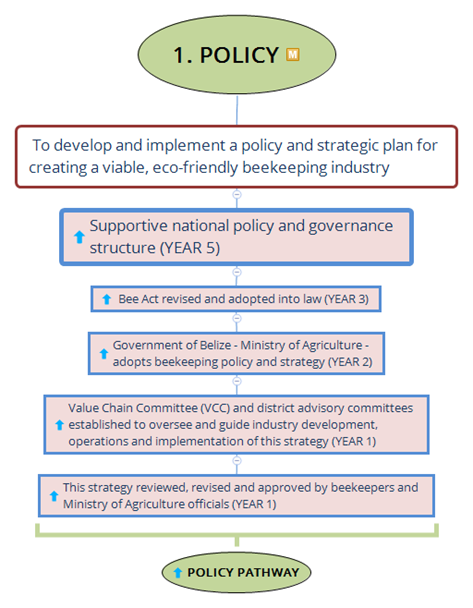 1. POLICY M
To develop and implement a policy and strategic plan for
creating a viable, eco-friendly beekeeping industry
Supportive national policy and governance
structure (YEAR 5)
Bee Act revised and adopted into law (YEAR 3)
Government of Belize - Ministry of Agriculture -
adopts beekeeping policy and strategy (YEAR 2)
Value Chain Committee (VCC) and district advisory committees
established to oversee and guide industry development,
operations and implementation of this strategy (YEAR 1)
This strategy reviewed, revised and approved by beekeepers and
Ministry of Agriculture officials (YEAR 1)
POLICY PATHWAY